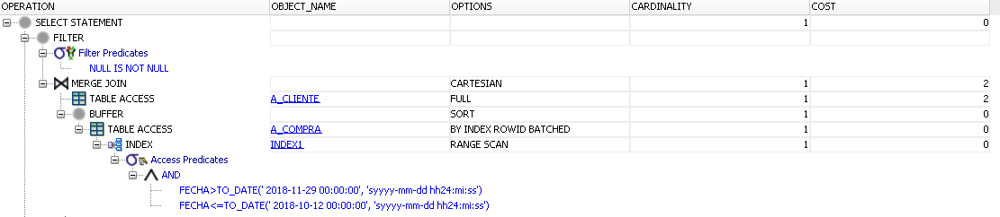 OPERATION OBJECT_NAME OPTIONS CARDINALITY COST
SELECT STATEMENT 1 0
FILTER
Filter Predicates
NULL IS NOT NULL
MERGE JOIN CARTESIAN 1 2
TABLE ACCESS A_CLIENTE FULL 1 2
BUFFER SORT 1 0
TABLE ACCESS A_COMPRA BY INDEX ROWID BATCHED 1 0
INDEX INDEX1 RANGE SCAN 1 0
Access Predicates
AND
FECHA>TO_DATE(' 2018-11-29 00:00:00', 'syyyy-mm-dd hh24:mi:ss')
FECHA<=TO_DATE(' 2018-10-12 00:00:00', 'syyyy-mm-dd hh24:mi:ss')